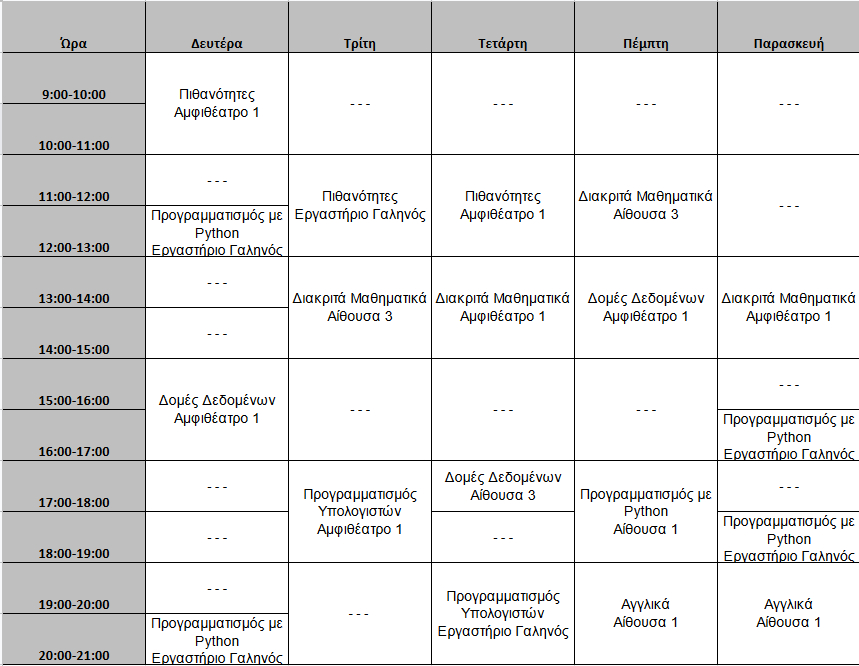 Ώρα Δευτέρα Τρίτη Τετάρτη Πέμπτη Παρασκευή
9:00-10:00
Πιθανότητες
Αμφιθέατρο 1
- - -
- - -
- - -
- - -
10:00-11:00
11:00-12:00
- - -
Πιθανότητες
Εργαστήριο Γαληνός
Πιθανότητες
Αμφιθέατρο 1
Διακριτά Μαθηματικά
Αίθουσα 3
- - -
12:00-13:00
Προγραμματισμός με
Python
Εργαστήριο Γαληνός
13:00-14:00
- - -
Διακριτά Μαθηματικά
Αίθουσα 3
Διακριτά Μαθηματικά
Αμφιθέατρο 1
Δομές Δεδομένων
Αμφιθέατρο 1
Διακριτά Μαθηματικά
Αμφιθέατρο 1
14:00-15:00
- - -
15:00-16:00
Δομές Δεδομένων
Αμφιθέατρο 1
- - -
- - -
- - -
- - -
16:00-17:00
Προγραμματισμός με
Python
Εργαστήριο Γαληνός
17:00-18:00
- - -
Προγραμματισμός
Υπολογιστών
Αμφιθέατρο 1
Δομές Δεδομένων
Αίθουσα 3
Προγραμματισμός με
Python
Αίθουσα 1
- - -
18:00-19:00
- - -
- - -
Προγραμματισμός με
Python
Εργαστήριο Γαληνός
19:00-20:00
- - -
- - -
Προγραμματισμός
Υπολογιστών
Εργαστήριο Γαληνός
Αγγλικά
Αίθουσα 1
Αγγλικά
Αίθουσα 1
20:00-21:00
Προγραμματισμός με
Python
Εργαστήριο Γαληνός